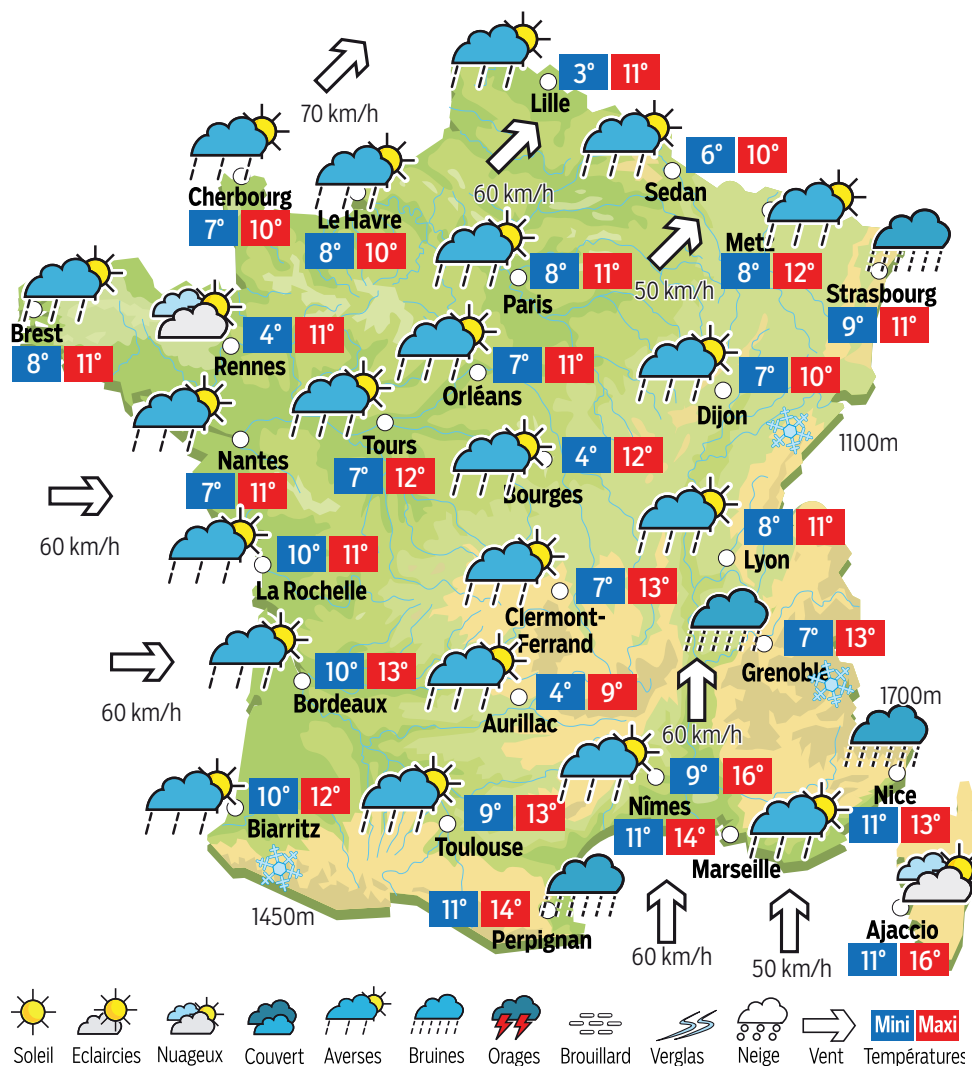 3° 11°
Lille
70 km/h
60 km/h
6° 10°
Sedan
Cherbourg
7° 10°
Le Havre
8° 10°
Metz
8° 12°
50 km/h
8° 11°
Paris
Strasbourg
9° 11°
Brest
8° 11°
4° 11°
Rennes
7° 11°
Orléans
7° 10°
Dijon
1100m
Nantes
7° 11°
Tours
7° 12°
4° 12°
Bourges
60 km/h
10° 11°
La Rochelle
8° 11°
Lyon
7° 13°
Clermont-
Ferrand
7° 13°
Grenoble
60 km/h
10° 13°
Bordeaux
4° 9°
Aurillac
1700m
60 km/h
10° 12°
Biarritz
9° 13°
Toulouse
9° 16°
Nîmes
11° 14°
Marseille
Nice
11° 13°
1450m
11° 14°
Perpignan
60 km/h
50 km/h
Ajaccio
11° 16°
Mini Maxi
Soleil Eclaircies Nuageux Couvert Averses Bruines Orages Brouillard Verglas Neige Vent Températures